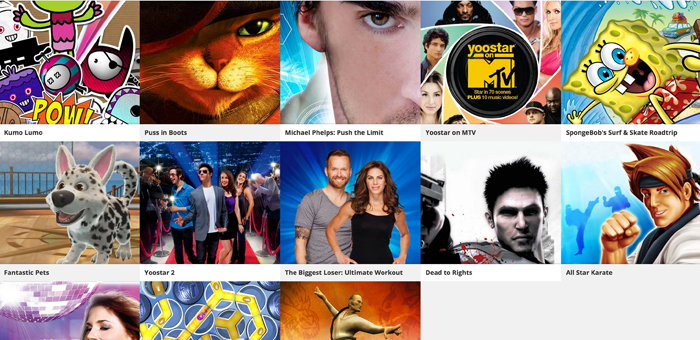 POW!
yoostar
on
MTV
Star in 70 scenes
PLUS 10 music videos!
Kumo Lumo
Puss in Boots
Michael Phelps: Push the Limit
Yoostar on MTV
SpongeBob's Surf & Skate Roadtrip
Fantastic Pets
Yoostar 2
The Biggest Loser: Ultimate Workout
Dead to Rights
All Star Karate